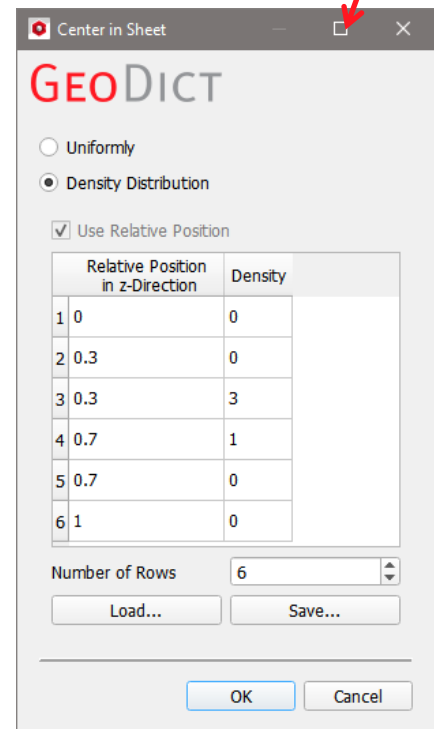 Center in Sheet
GEODICT
Uniformly
Density Distribution
Use Relative Position
Relative Position
in z-Direction Density
1 0 0
2 0.3 0
3 0.3 3
4 0.7 1
5 0.7 0
6 1 0
Number of Rows 6
Load... Save...
OK Cancel